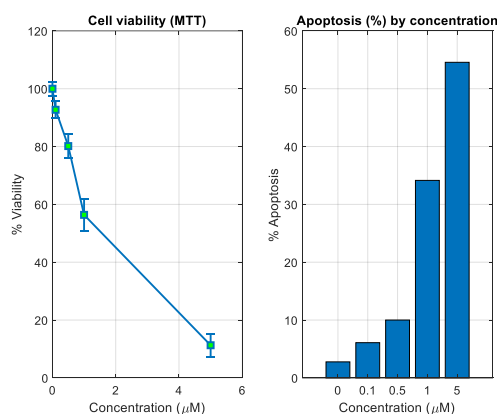 Cell viability (MTT)
% Viability
120
100
80
60
40
20
0
0 2 4 6
Concentration (μM)
Apoptosis (%) by concentration
% Apoptosis
60
50
40
30
20
10
0
0 0.1 0.5 1 5
Concentration (μM)